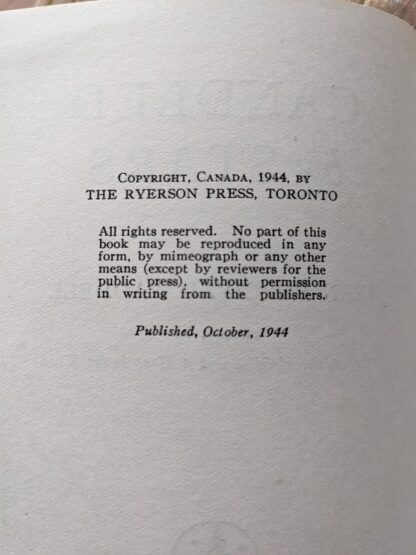 COPYRIGHT, CANADA, 1944, BY
THE RYERSON PRESS, TORONTO
All rights reserved. No part of this
book may be reproduced in any
form, by mimeograph or any other
means (except by reviewers for the
public press), without permission
in writing from the publishers.
Published, October, 1944